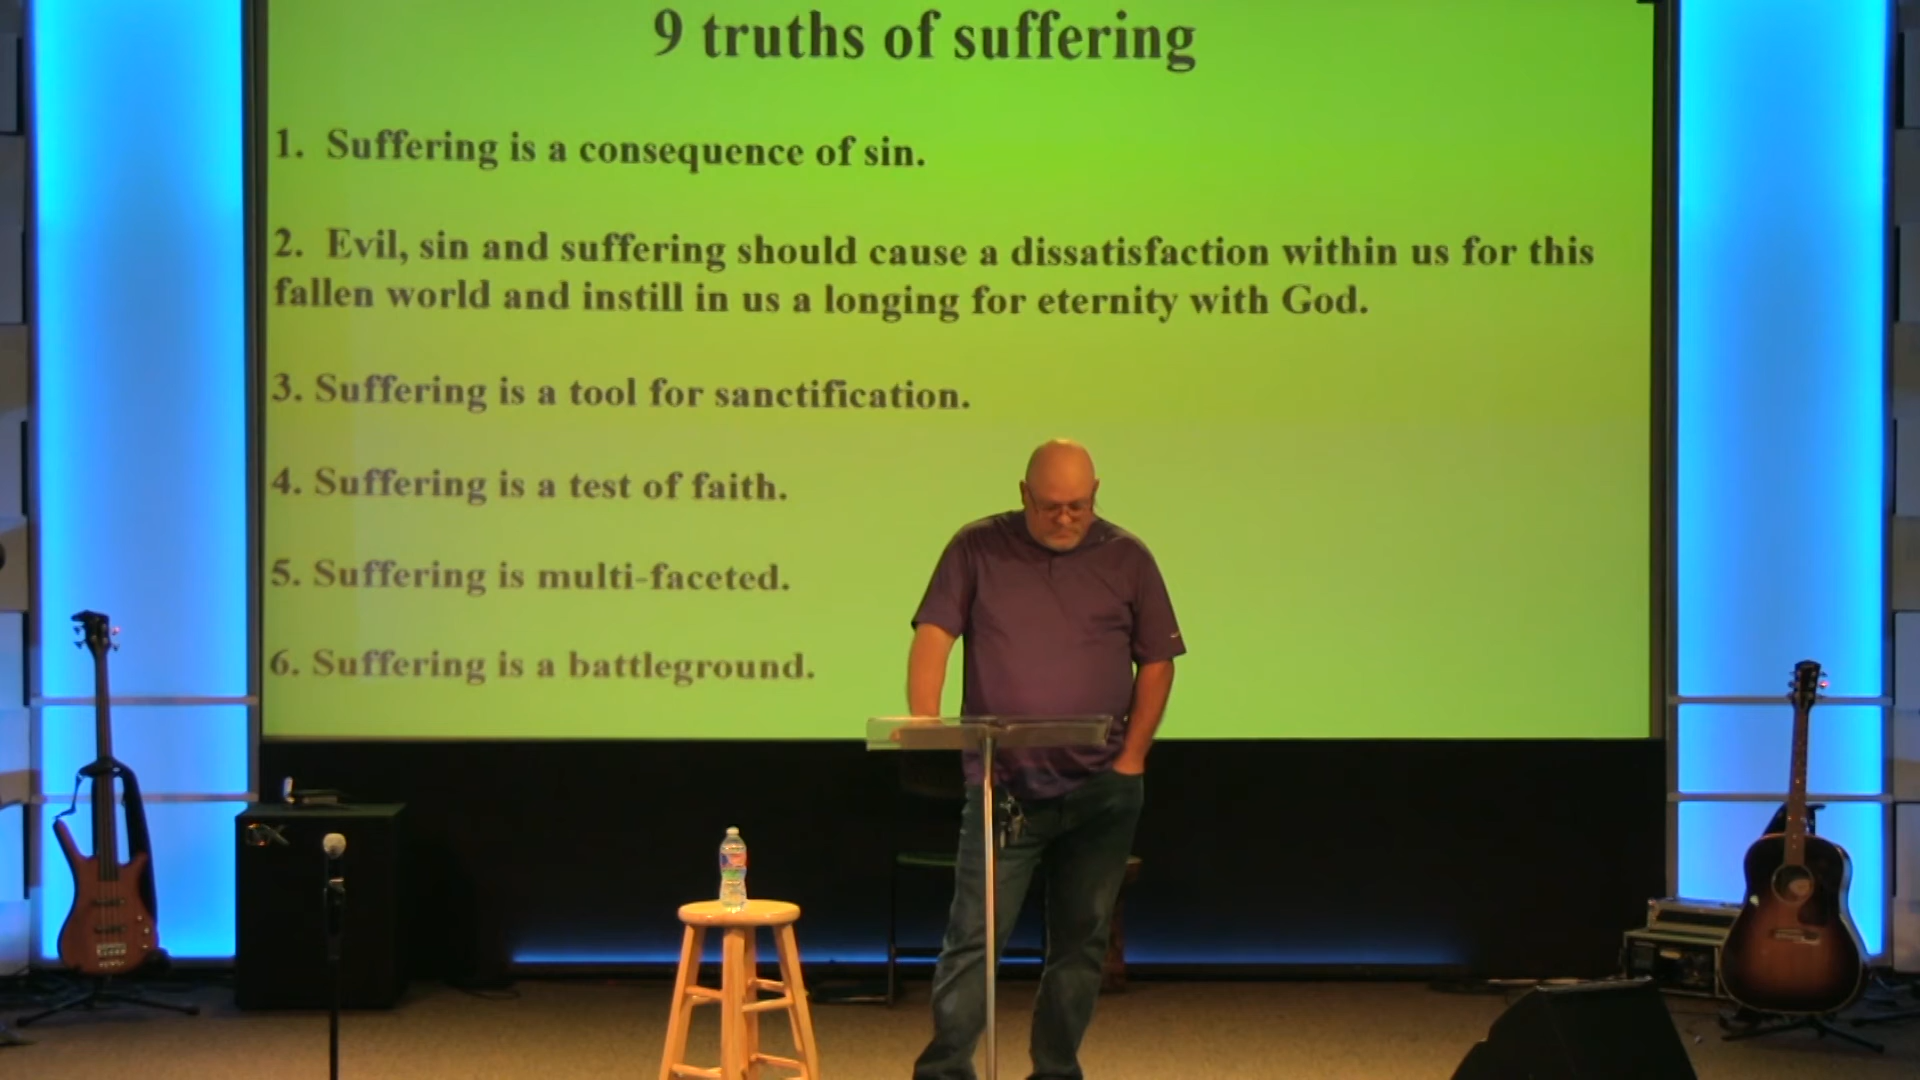 9 truths of suffering
1. Suffering is a consequence of sin.
2. Evil, sin and suffering should cause a dissatisfaction within us for this
fallen world and instill in us a longing for eternity with God.
3. Suffering is a tool for sanctification.
4. Suffering is a test of faith.
5. Suffering is multi-faceted.
6. Suffering is a battleground.